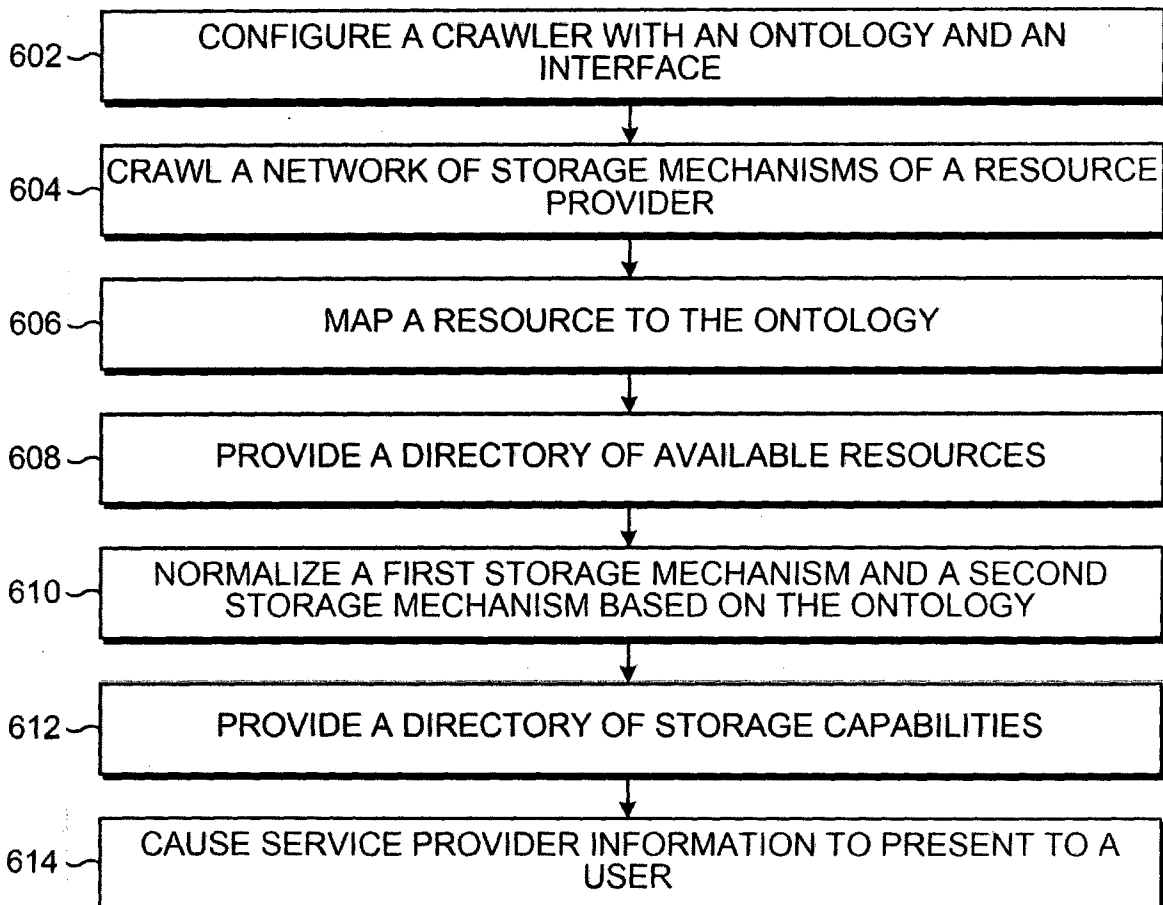 602
CONFIGURE A CRAWLER WITH AN ONTOLOGY AND AN
INTERFACE
604
CRAWL A NETWORK OF STORAGE MECHANISMS OF A RESOURCE
PROVIDER
606
MAP A RESOURCE TO THE ONTOLOGY
608
PROVIDE A DIRECTORY OF AVAILABLE RESOURCES
610
NORMALIZE A FIRST STORAGE MECHANISM AND A SECOND
STORAGE MECHANISM BASED ON THE ONTOLOGY
612
PROVIDE A DIRECTORY OF STORAGE CAPABILITIES
614
CAUSE SERVICE PROVIDER INFORMATION TO PRESENT TO A
USER